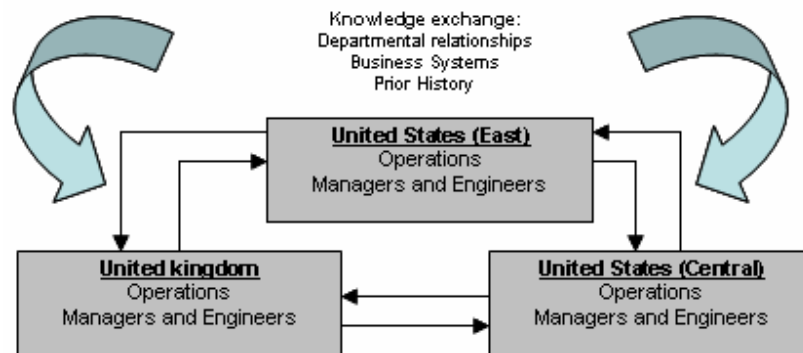 Knowledge exchange:
Departmental relationships
Business Systems
Prior History
United States (East)
Operations
Managers and Engineers
United kingdom
Operations
Managers and Engineers
United States (Central)
Operations
Managers and Engineers